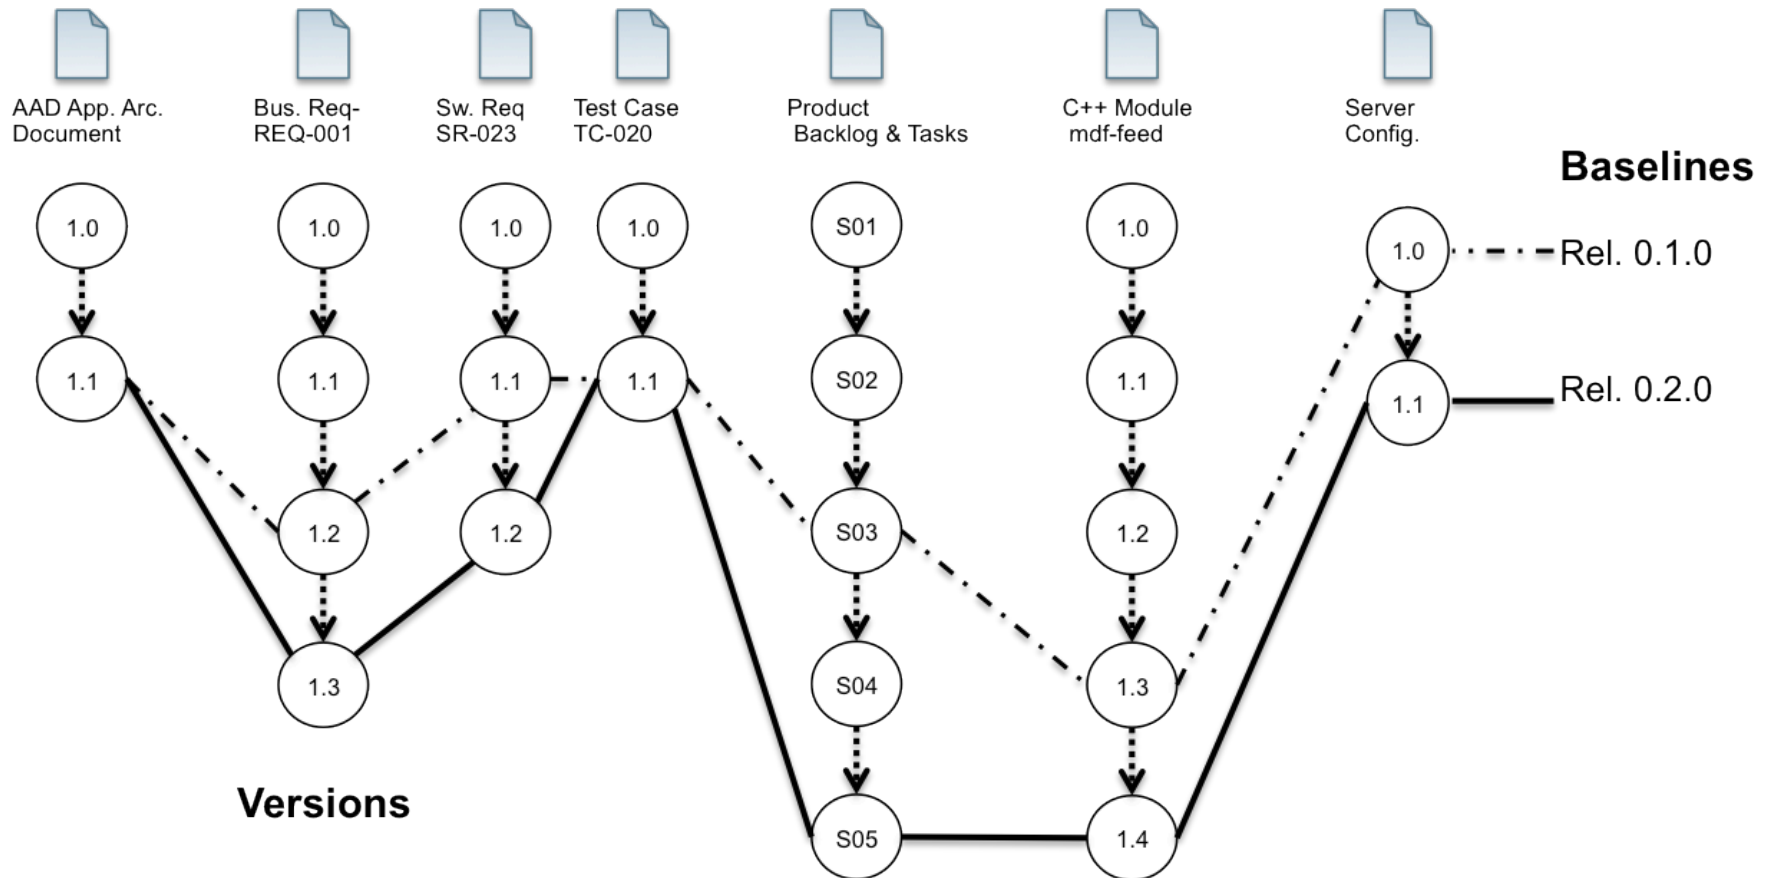 AAD App. Arc.
Document
Bus. Req-
REQ-001
Sw. Req
SR-023
Test Case
TC-020
Product
Backlog & Tasks
C++ Module
mdf-feed
Server
Config.
Baselines
1.0
1.0
1.0
1.0
S01
1.0
1.0
Rel. 0.1.0
1.1
1.1
1.1
1.1
S02
1.1
1.1
Rel. 0.2.0
1.2
1.2
S03
1.2
1.3
S04
1.3
Versions
S05
1.4